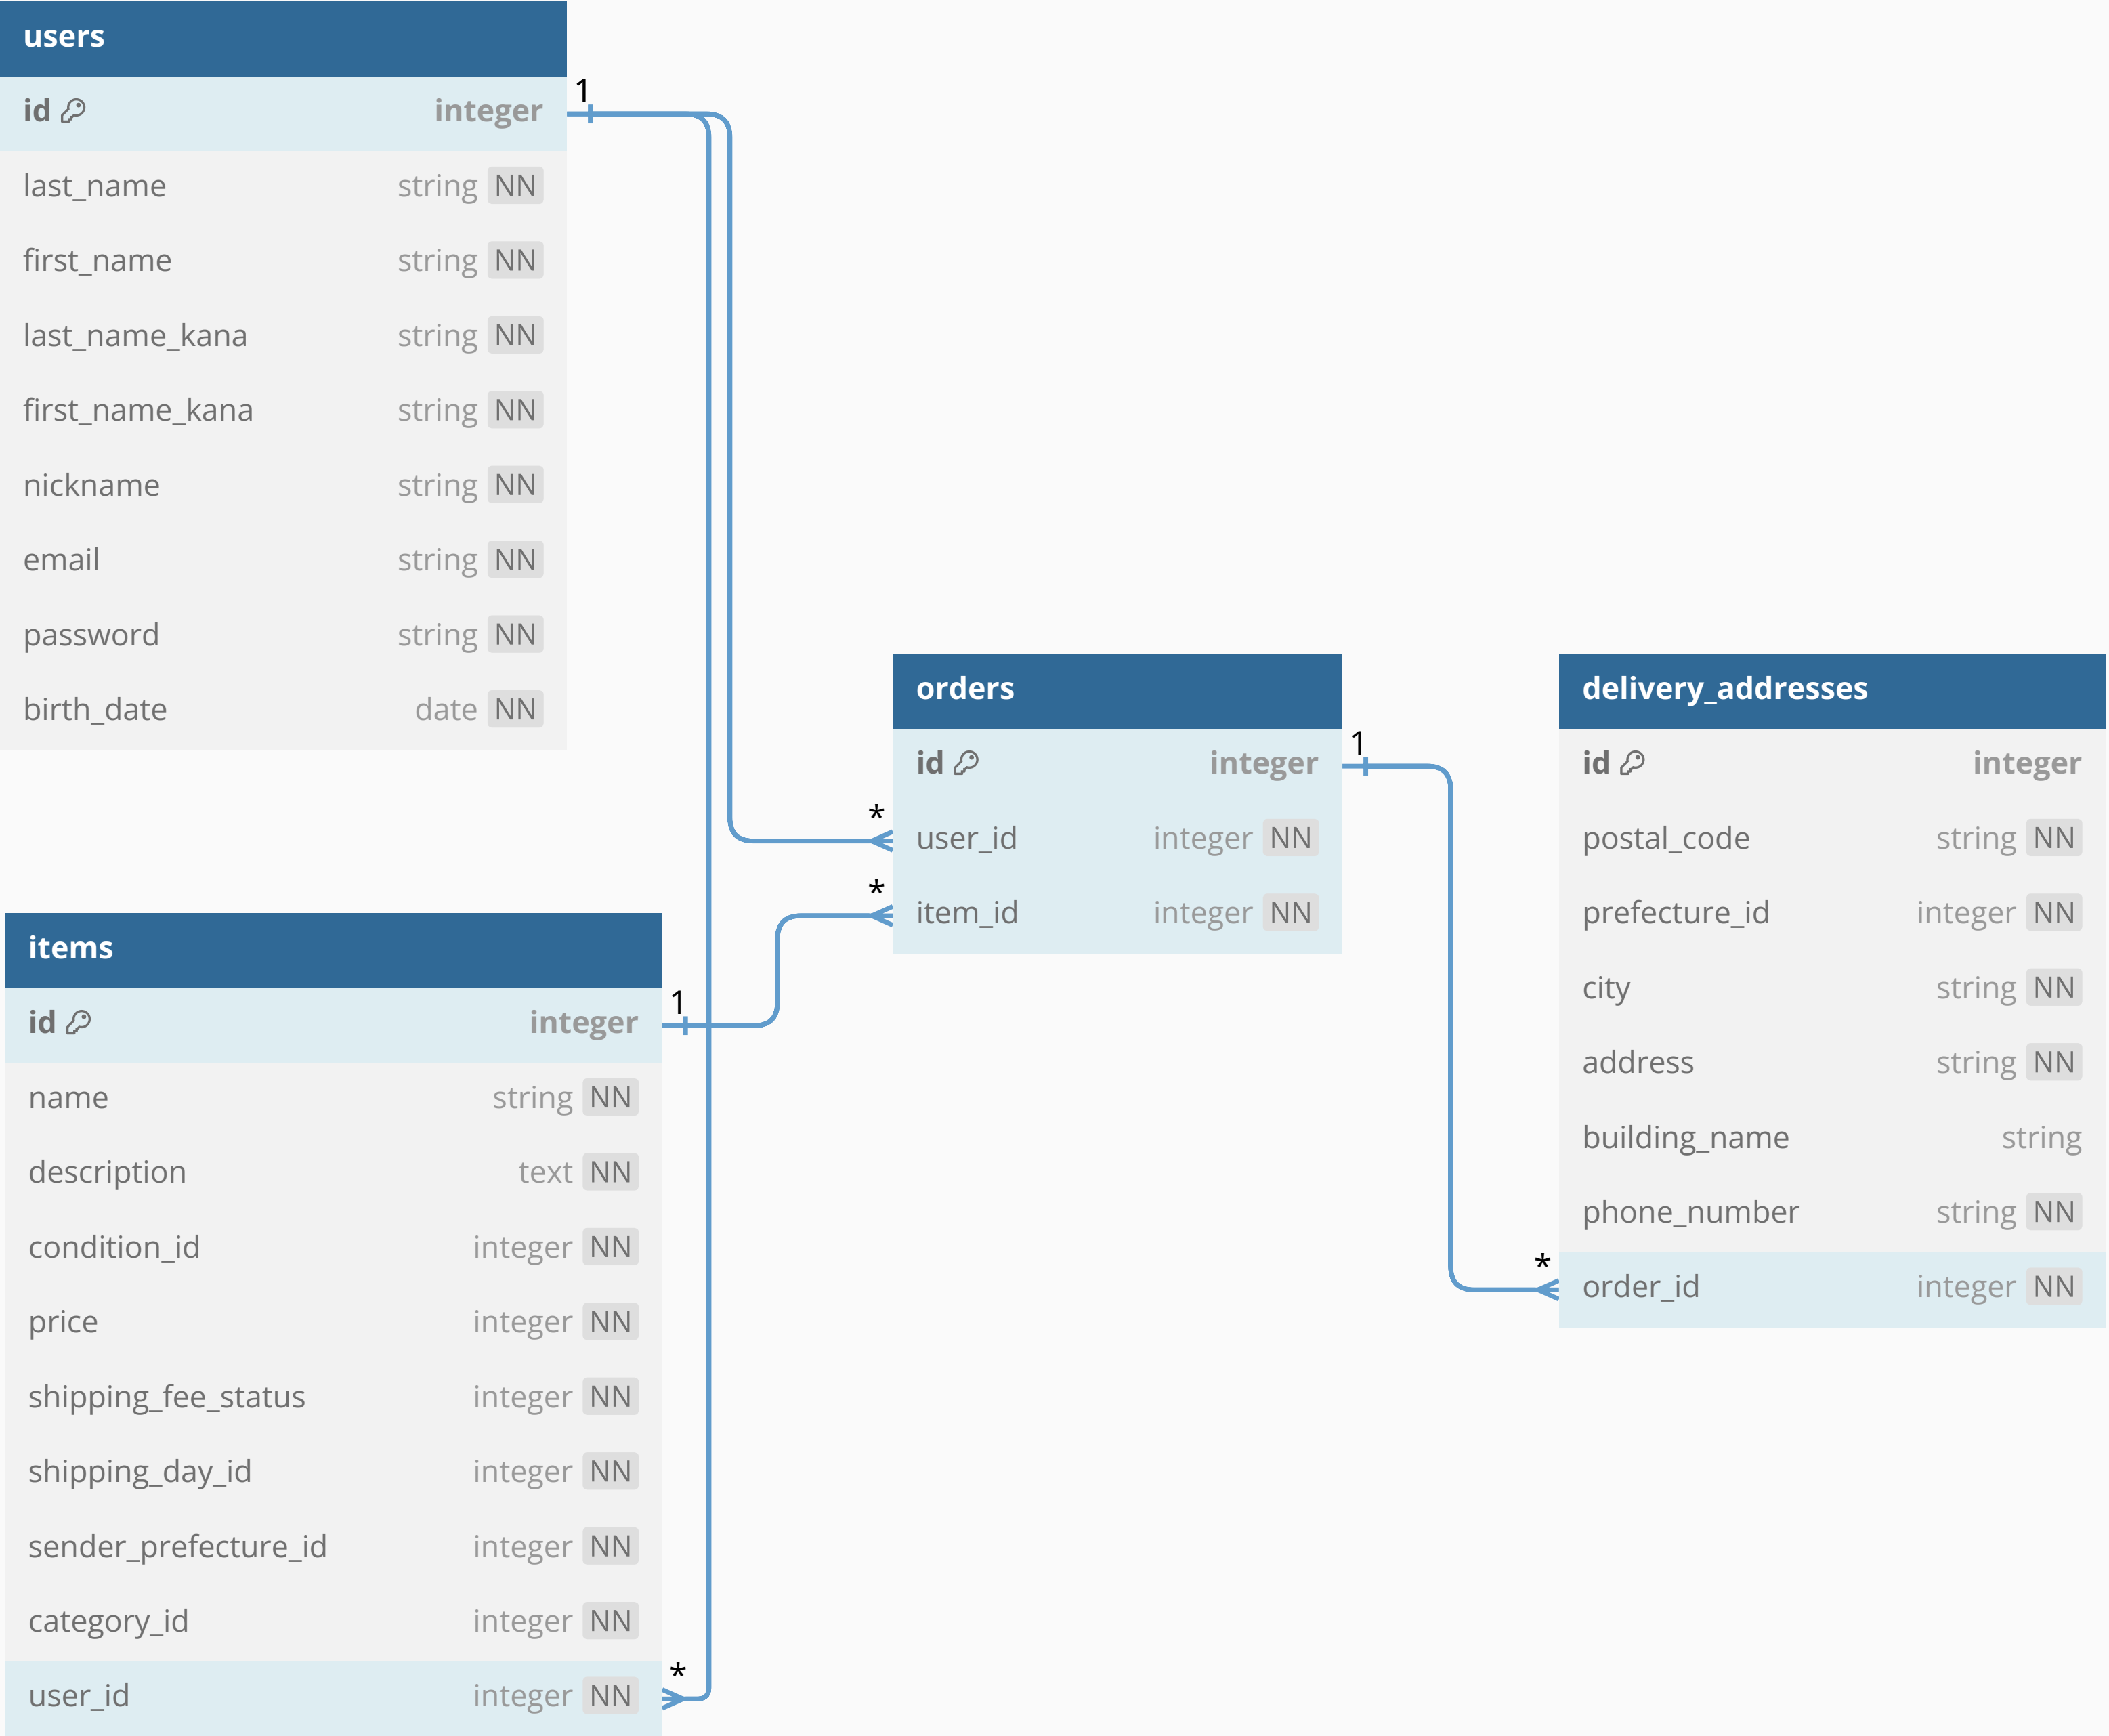 users
id integer
last_name string NN
first_name string NN
last_name_kana string NN
first_name_kana string NN
nickname string NN
email string NN
password string NN
birth_date date NN
1
items
id integer
name string NN
description text NN
condition_id integer NN
price integer NN
shipping_fee_status integer NN
shipping_day_id integer NN
sender_prefecture_id integer NN
category_id integer NN
user_id integer NN
1
*
orders
id integer
user_id integer NN
item_id integer NN
*
*
1
delivery_addresses
id integer
postal_code string NN
prefecture_id integer NN
city string NN
address string NN
building_name string
phone_number string NN
order_id integer NN
*